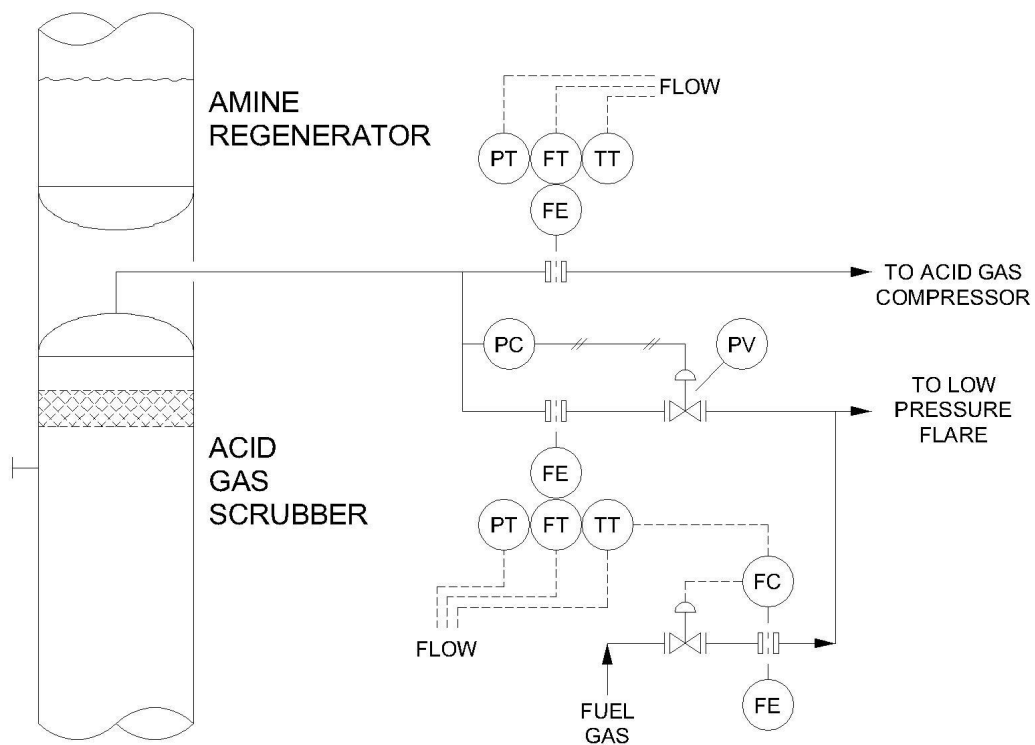 AMINE
REGENERATOR
FLOW
PT FT TT
FE
TO ACID GAS
COMPRESSOR
PC
PV
TO LOW
PRESSURE
FLARE
ACID
GAS
SCRUBBER
FE
PT FT TT
FC
FLOW
FE
FUEL
GAS